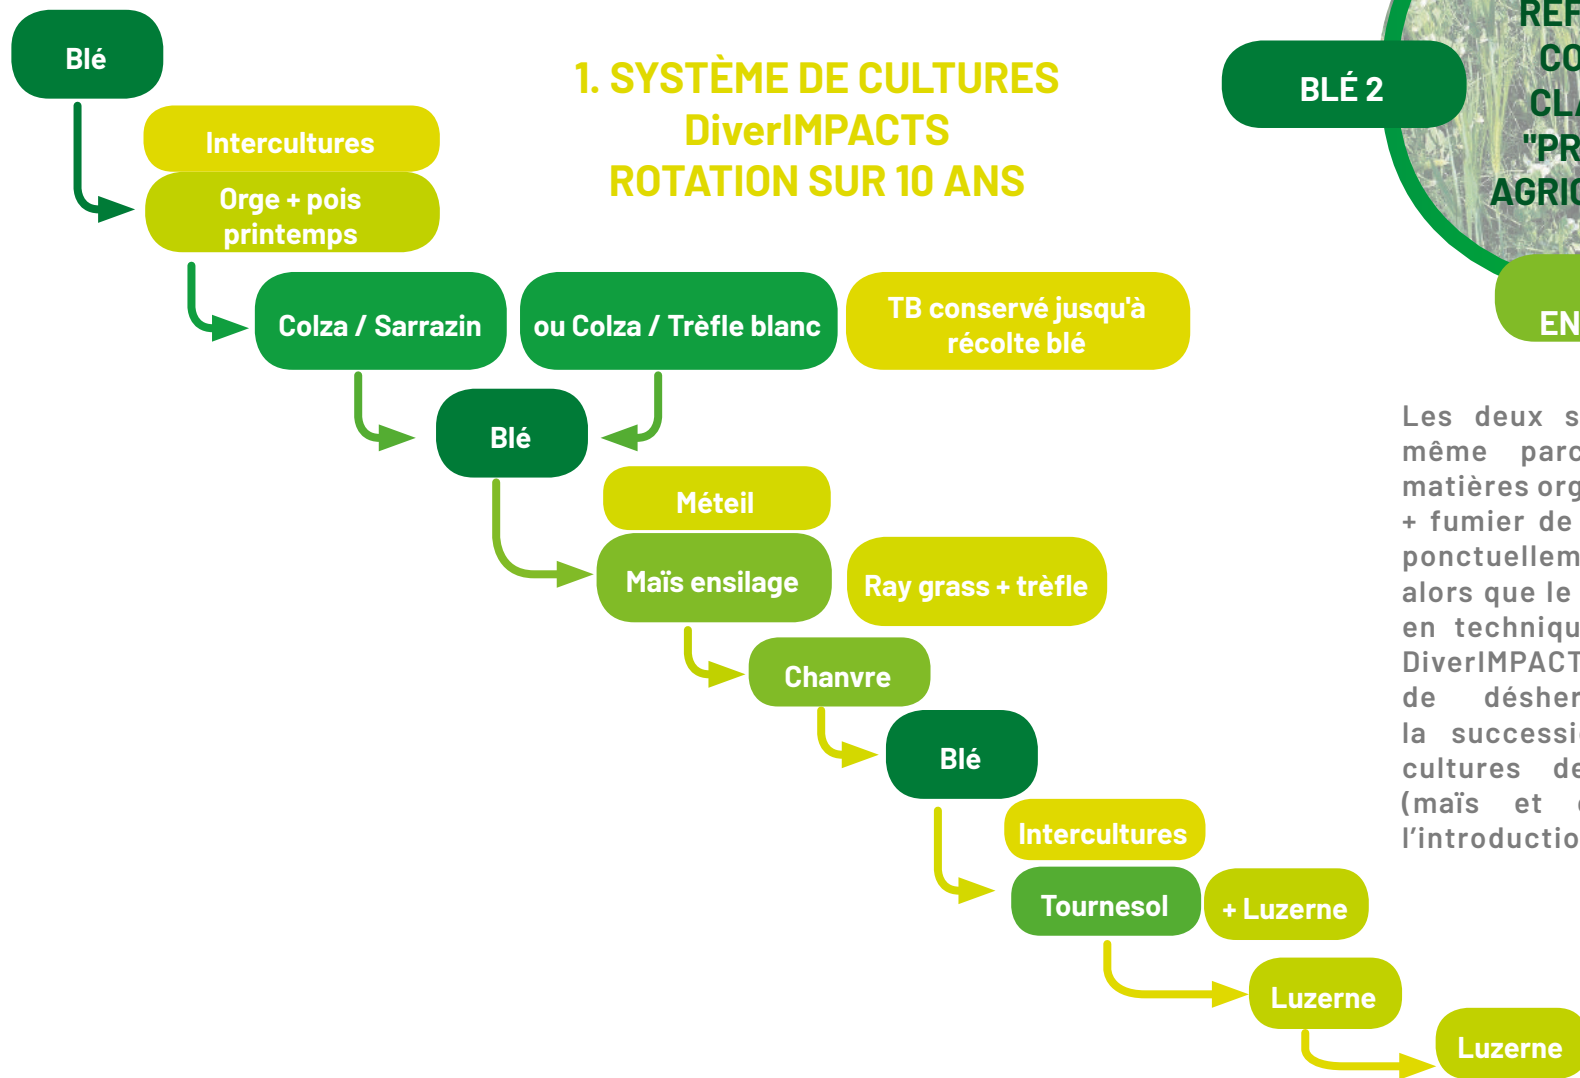 Blé
1. SYSTÈME DE CULTURES
DiverIMPACTS
ROTATION SUR 10 ANS
Intercultures
Orge + pois
printemps
Colza / Sarrazin
ou Colza / Trèfle blanc
TB conservé jusqu'à
récolte blé
Blé
Méteil
Maïs ensilage
Ray grass + trèfle
Chanvre
Blé
Intercultures
Tournesol
+ Luzerne
Luzerne
Luzerne
BLÉ 2
EN
Les deux
même
matières
+ fumier de
alors que le
en
de
la
cultures
(maïs et